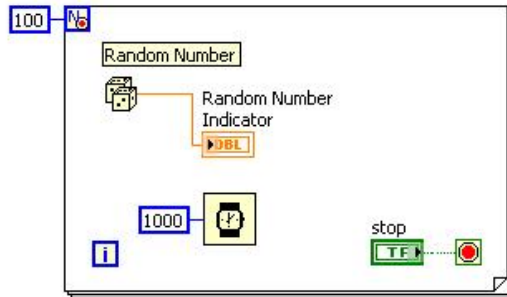 100
N
Random Number
Random Number
Indicator
DBL
1000
stop
i
TF